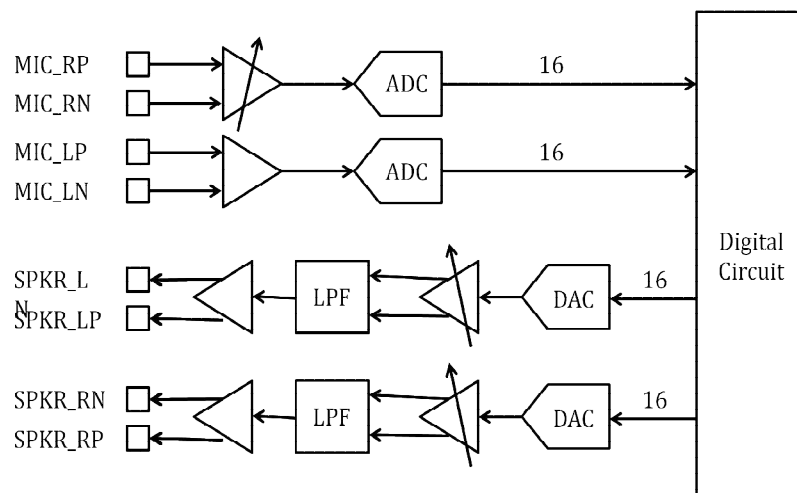 MIC_RP
ADC
16
MIC_RN
MIC_LP
ADC
16
MIC_LN
Digital
Circuit
SPKR_L
N
LPF
DAC
16
SPKR_LP
SPKR_RN
LPF
DAC
16
SPKR_RP